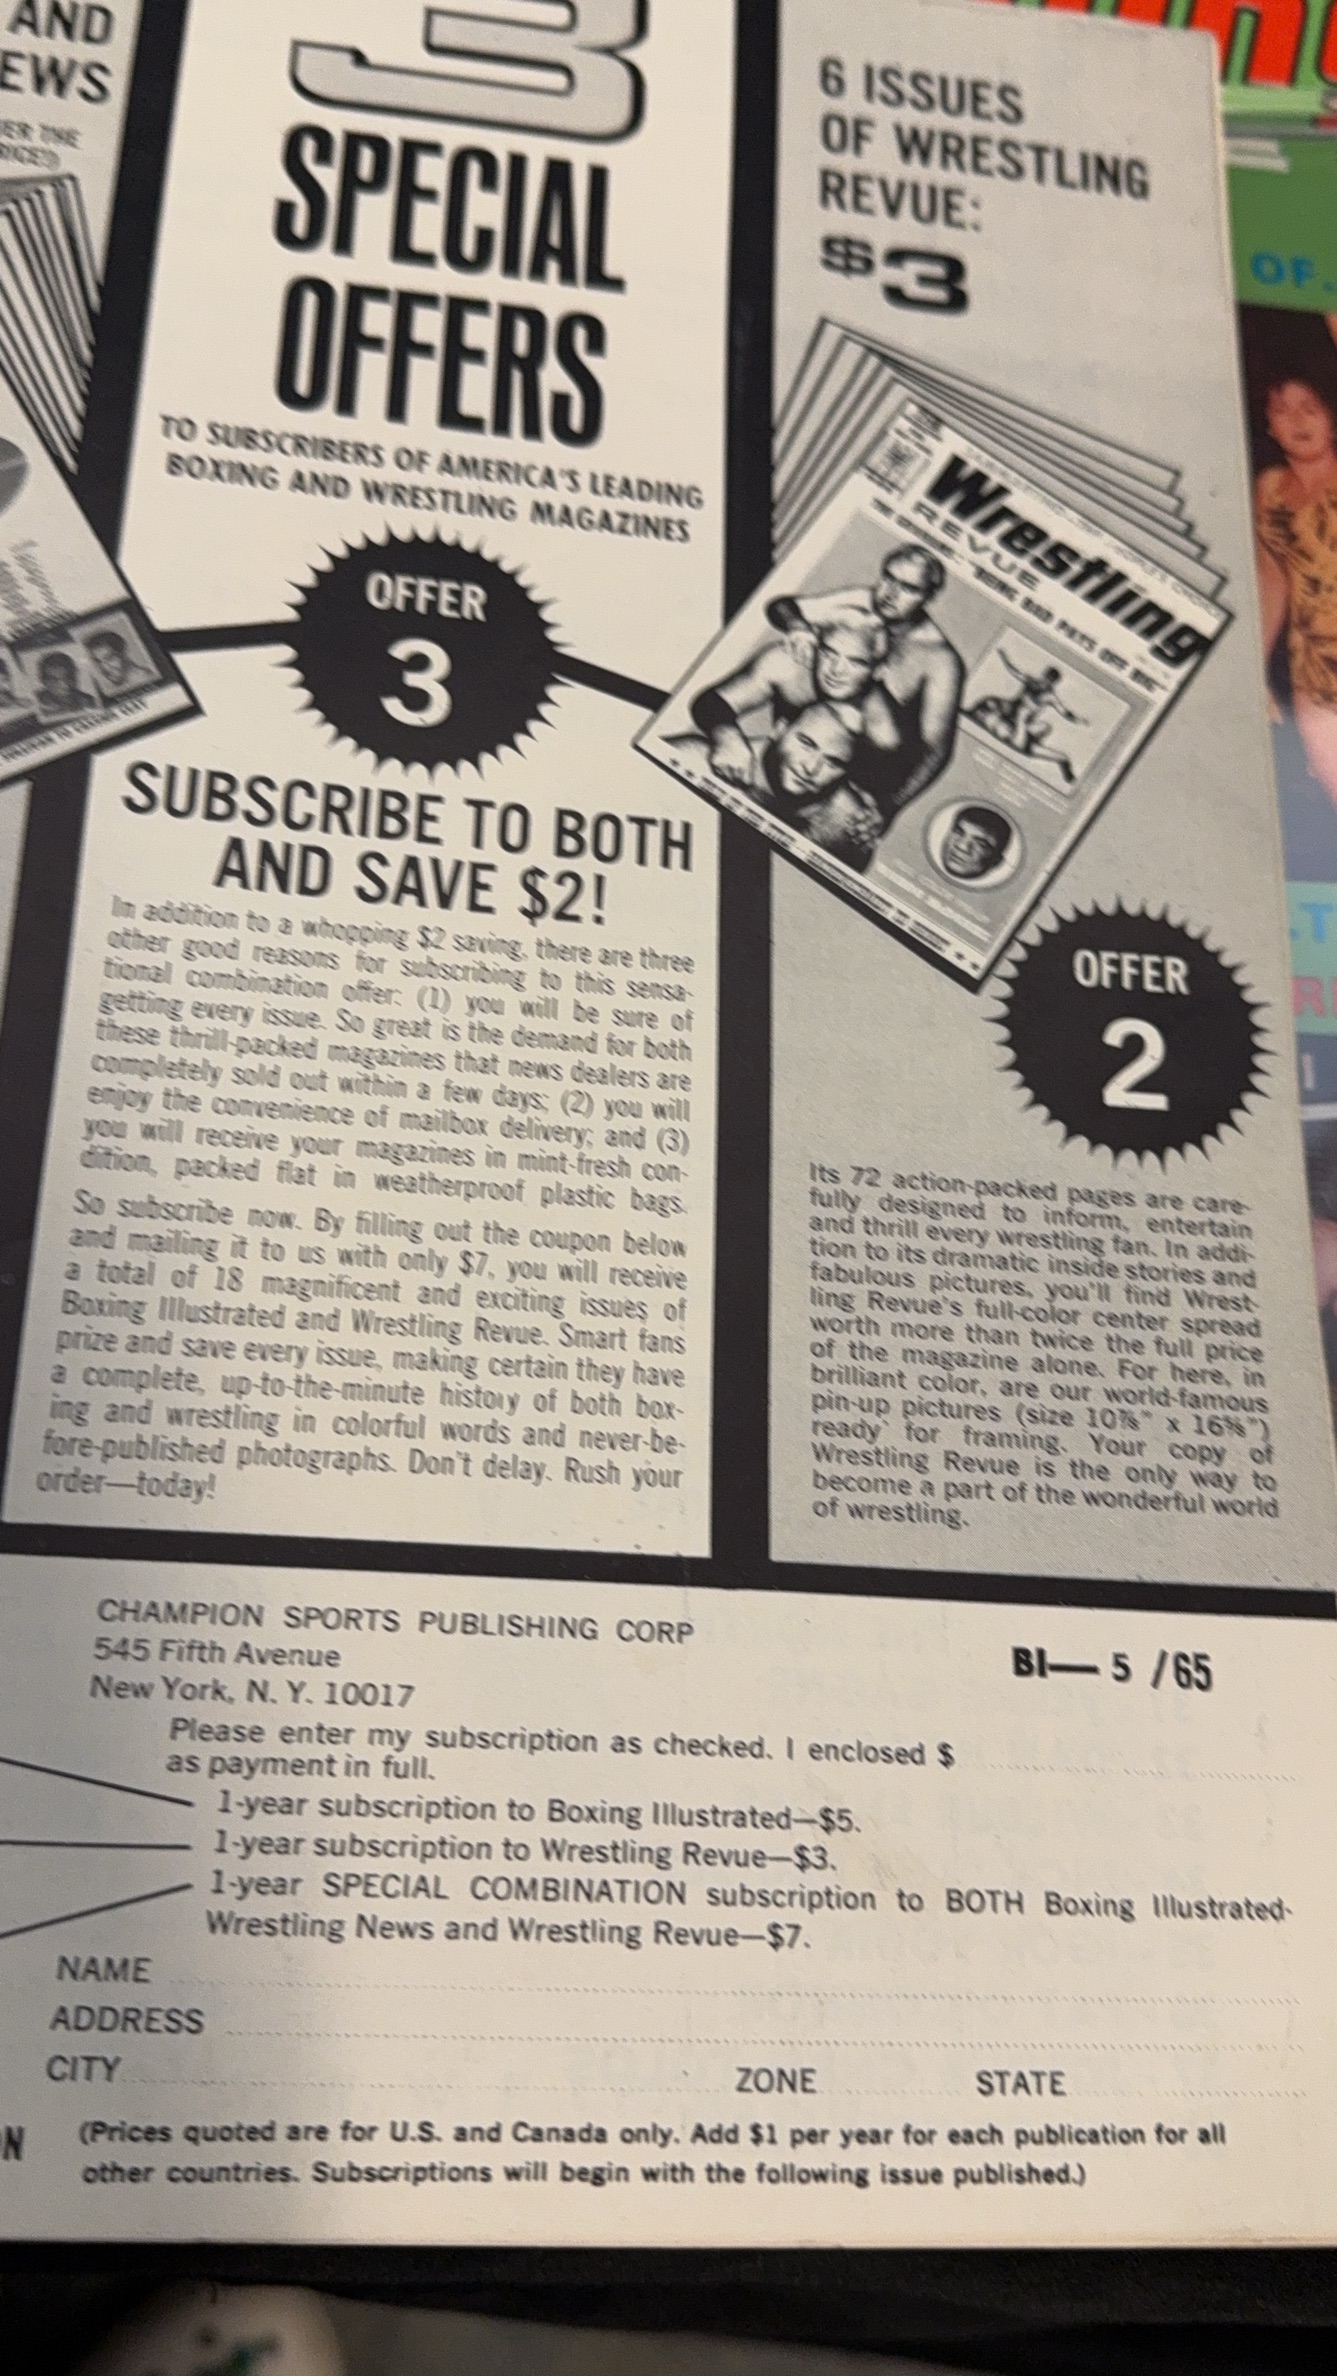 AND
EWS
ER THE
RICE!)
3
SPECIAL
OFFERS
TO SUBSCRIBERS OF AMERICA'S LEADING
BOXING AND WRESTLING MAGAZINES
OFFER
3
SUBSCRIBE TO BOTH
AND SAVE $2!
In addition to a whopping $2 saving, there are three
other good reasons for subscribing to this sensa-
tional combination offer: (1) you will be sure of
getting every issue. So great is the demand for both
these thrill-packed magazines that news dealers are
completely sold out within a few days; (2) you will
enjoy the convenience of mailbox delivery; and (3)
you will receive your magazines in mint-fresh con-
dition, packed flat in weatherproof plastic bags.
So subscribe now. By filling out the coupon below
and mailing it to us with only $7, you will receive
a total of 18 magnificent and exciting issues of
Boxing Illustrated and Wrestling Revue. Smart fans
prize and save every issue, making certain they have
a complete, up-to-the-minute history of both box-
ing and wrestling in colorful words and never-be-
fore-published photographs. Don't delay. Rush your
order—today!
6 ISSUES
OF WRESTLING
REVUE:
$3
Wrestling
REVUE
OFFER
2
Its 72 action-packed pages are care-
fully designed to inform, entertain
and thrill every wrestling fan. In addi-
tion to its dramatic inside stories and
fabulous pictures, you'll find Wrest-
ling Revue's full-color center spread
worth more than twice the full price
of the magazine alone. For here, in
brilliant color, are our world-famous
pin-up pictures (size 10⅞" x 16⅜")
ready for framing. Your copy of
Wrestling Revue is the only way to
become a part of the wonderful world
of wrestling.
OF
CHAMPION SPORTS PUBLISHING CORP
545 Fifth Avenue
New York, N. Y. 10017
BI— 5 /65
Please enter my subscription as checked. I enclosed $
as payment in full.
1-year subscription to Boxing Illustrated—$5.
1-year subscription to Wrestling Revue—$3.
1-year SPECIAL COMBINATION subscription to BOTH Boxing Illustrated-
Wrestling News and Wrestling Revue—$7.
NAME
ADDRESS
CITY ZONE STATE
N
(Prices quoted are for U.S. and Canada only. Add $1 per year for each publication for all
other countries. Subscriptions will begin with the following issue published.)